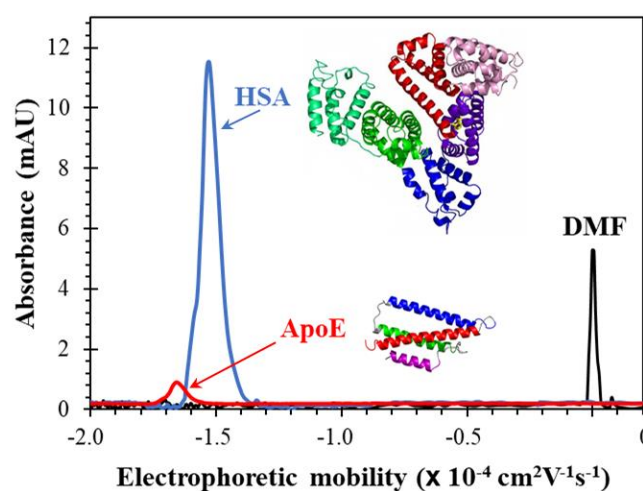 Absorbance (mAU)
12
10
8
6
4
2
0
HSA
ApoE
DMF
-2.0
-1.5
-1.0
-0.5
0
Electrophoretic mobility (x 10⁻⁴ cm²V⁻¹s⁻¹)